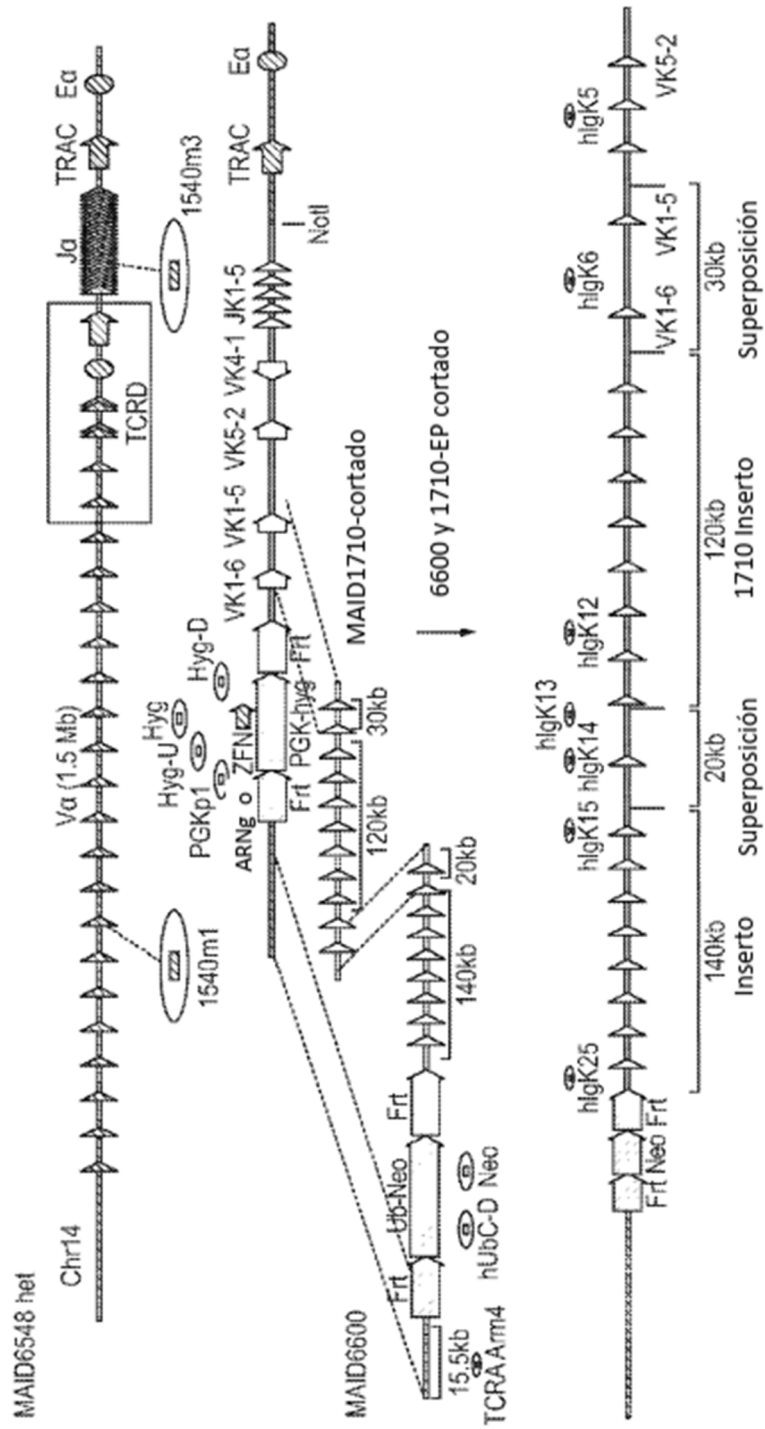 MAID6548 het
Chr14
Vα (1.5 Mb)
Jα
TRAC
Eα
TCRD
1540m1
1540m3
PGKp1
Hyg-U
Hyg
Hyg-D
ARNg o
ZFN
Frt
PGK-hyg
Frt
VK1-6
VK1-5
VK5-2
VK4-1
JK1-5
TRAC
Eα
NotI
120kb
30kb
MAID1710-cortado
MAID6600
Frt
Ub-Neo
Frt
15.5kb
TCRA Arm4
hUbC-D
Neo
140kb
20kb
6600 y 1710-EP cortado
Frt
Neo
Frt
hIgK25
hIgK15
hIgK14
hIgK13
hIgK12
hIgK6
hIgK5
VK1-6
VK1-5
VK5-2
140kb
20kb
120kb
30kb
Inserto
Superposición
1710 Inserto
Superposición